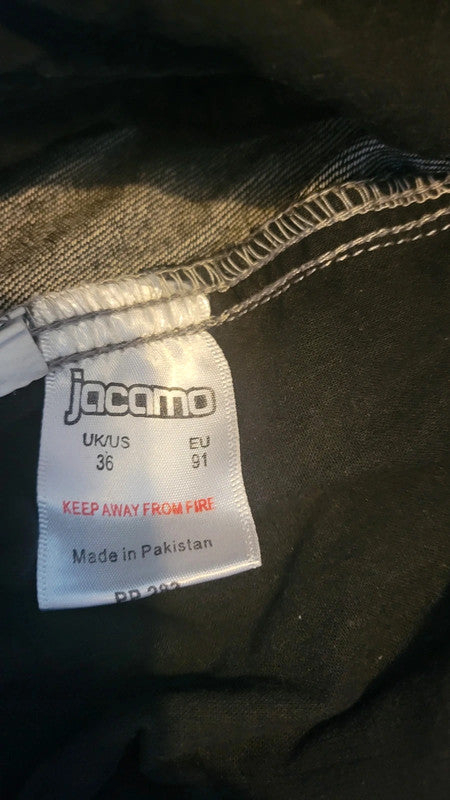 jacamo
UK/US EU
36 91
KEEP AWAY FROM FIRE
Made in Pakistan